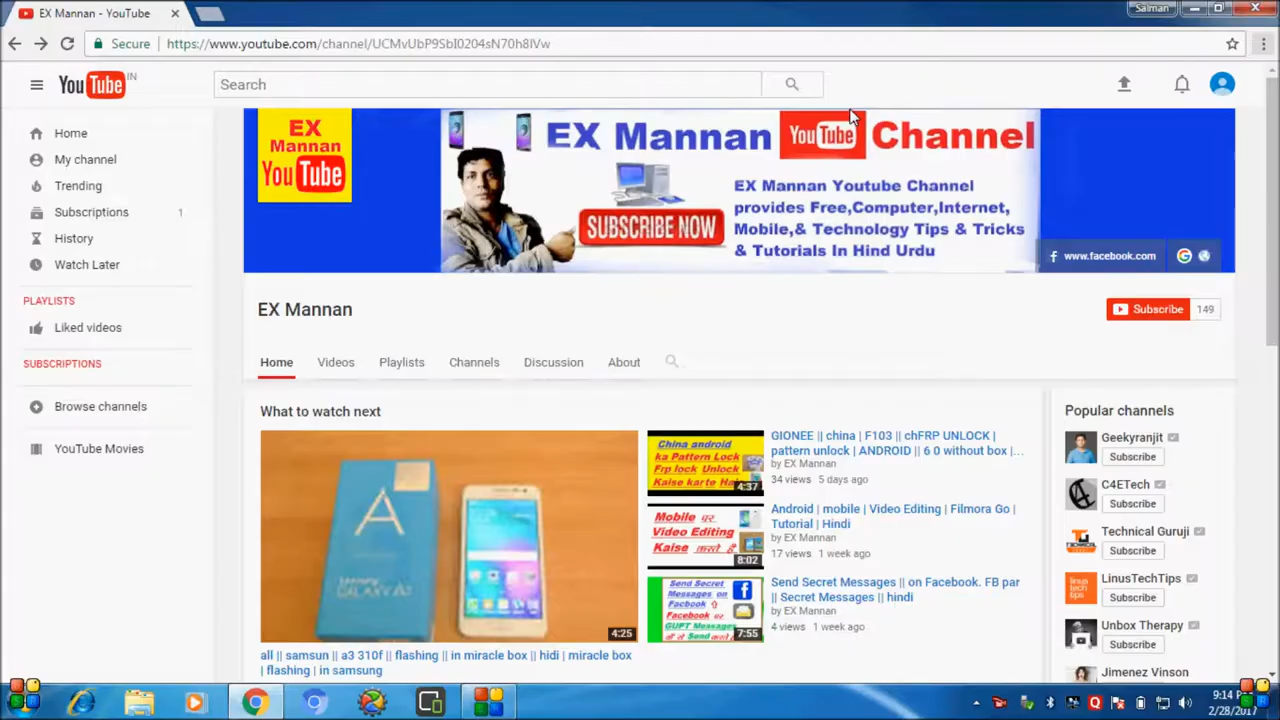 EX Mannan - YouTube
Salman
Secure
https://www.youtube.com/channel/UCMvUbP9SbI0204sN70h8IVw
YouTube IN
Search
Home
My channel
Trending
Subscriptions 1
History
Watch Later
PLAYLISTS
Liked videos
SUBSCRIPTIONS
Browse channels
YouTube Movies
EX
Mannan
YouTube
EX Mannan YouTube Channel
SUBSCRIBE NOW
EX Mannan Youtube Channel
provides Free,Computer,Internet,
Mobile,& Technology Tips & Tricks
& Tutorials In Hind Urdu
www.facebook.com
EX Mannan
Subscribe 149
Home Videos Playlists Channels Discussion About
What to watch next
A
4:25
all || samsun || a3 310f || flashing || in miracle box || hidi || miracle box
| flashing | in samsung
China android
ka Pattern Lock
Frp lock Unlock
Kaise karte Hai
4:37
GIONEE || china | F103 || chFRP UNLOCK |
pattern unlock | ANDROID || 6 0 without box |...
by EX Mannan
34 views 5 days ago
Mobile पर
Video Editing
Kaise करते है
8:02
Android | mobile | Video Editing | Filmora Go |
Tutorial | Hindi
by EX Mannan
17 views 1 week ago
Send Secret
Messages on
Facbook
Facebook पर
GUPT Messages
7:55
Send Secret Messages || on Facebook. FB par
|| Secret Messages || hindi
by EX Mannan
4 views 1 week ago
Popular channels
Geekyranjit
Subscribe
C4ETech
Subscribe
Technical Guruji
Subscribe
linus
tech
tips
LinusTechTips
Subscribe
Unbox Therapy
Subscribe
Jimenez Vinson
9:14 PM
2/28/2017